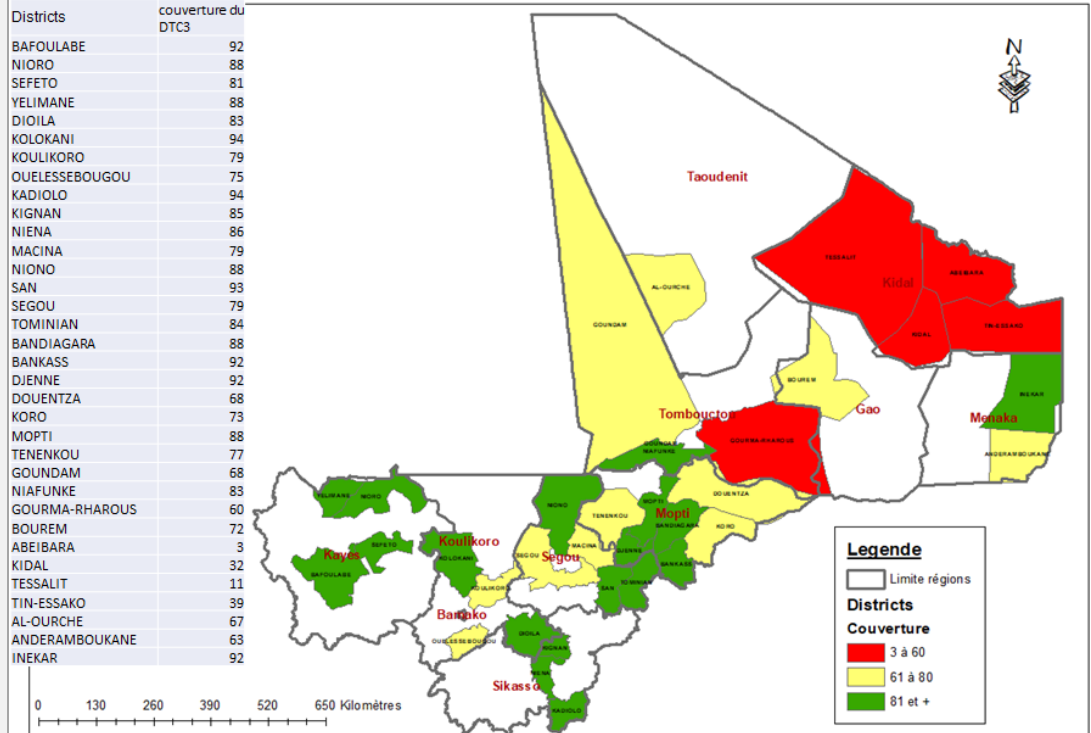 Districts couverture du DTC3
BAFOULABE 92
NIORO 88
SEFETO 81
YELIMANE 88
DIOILA 83
KOLOKANI 94
KOULIKORO 79
OUELESSEBOUGOU 75
KADIOLO 94
KIGNAN 85
NIENA 86
MACINA 79
NIONO 88
SAN 93
SEGOU 79
TOMINIAN 84
BANDIAGARA 88
BANKASS 92
DJENNE 92
DOUENTZA 68
KORO 73
MOPTI 88
TENENKOU 77
GOUNDAM 68
NIAFUNKE 83
GOURMA-RHAROUS 60
BOUREM 72
ABEIBARA 3
KIDAL 32
TESSALIT 11
TIN-ESSAKO 39
AL-OURCHE 67
ANDERAMBOUKANE 63
INEKAR 92
N
Taoudenit
TESSALIT
ABEIBARA
Kidal
AL-OURCHE
GOUNDAM
KIDAL
BOUREM
INEKAR
Tombouctou
Gao
Menaka
GOURMA-RHAROUS
GOUNDAM
NIAFUNKE
ANDERAMBOUKANE
YELIMANE
NIORO
DOUENTZA
NIONO
MOPTI
TENENKOU
Mopti
BANDIAGARA
KORO
Koulikoro
SEFETO
MACINA
DJENNE
Kayes
SEGOU
Segou
KOLOKANI
BANKASS
BAFOULABE
TOMINIAN
SAN
KOULIKORO
Bamako
DIOILA
OUELESSEBOUGOU
KIGNAN
NIENA
Sikasso
KADIOLO
Legende
Limite régions
Districts
Couverture
3 à 60
61 à 80
81 et +
0 130 260 390 520 650 Kilomètres